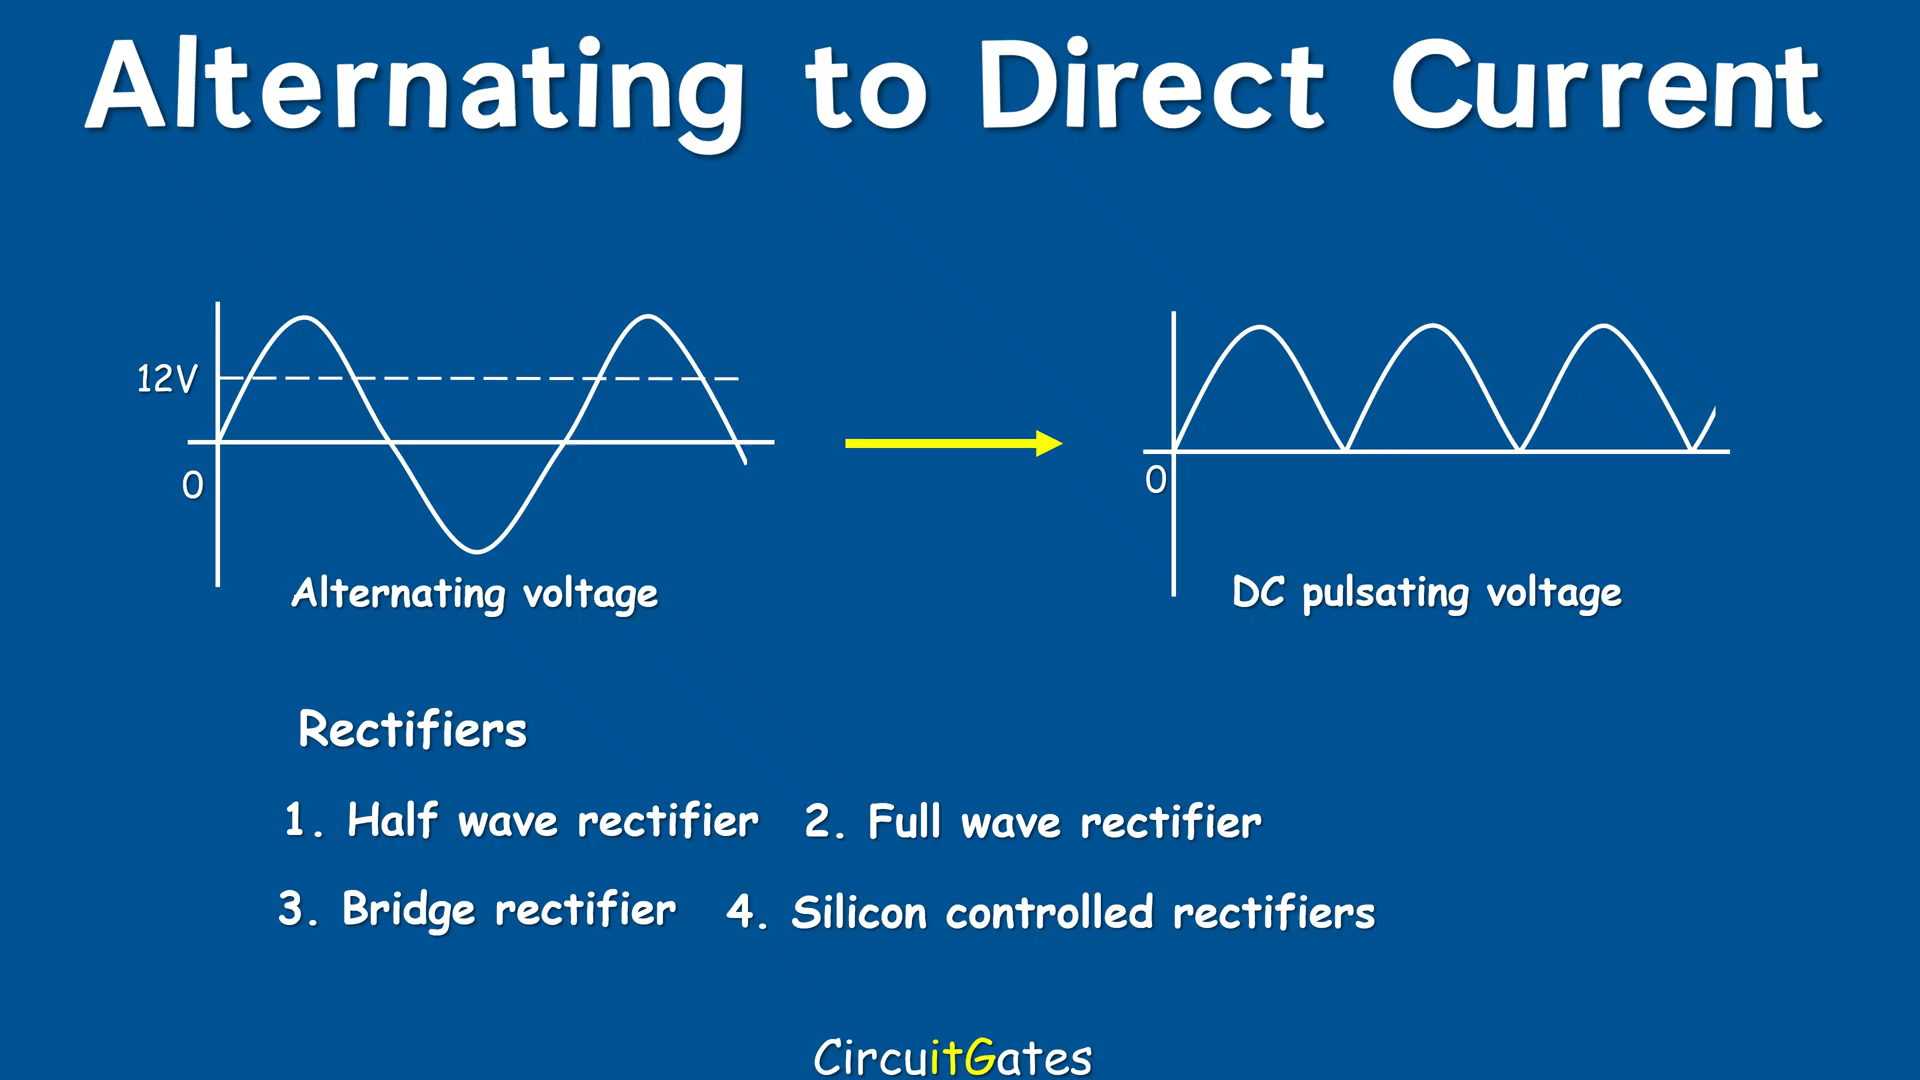 Alternating to Direct Current
12V
0
0
Alternating voltage
DC pulsating voltage
Rectifiers
1. Half wave rectifier 2. Full wave rectifier
3. Bridge rectifier 4. Silicon controlled rectifiers
CircuitGates